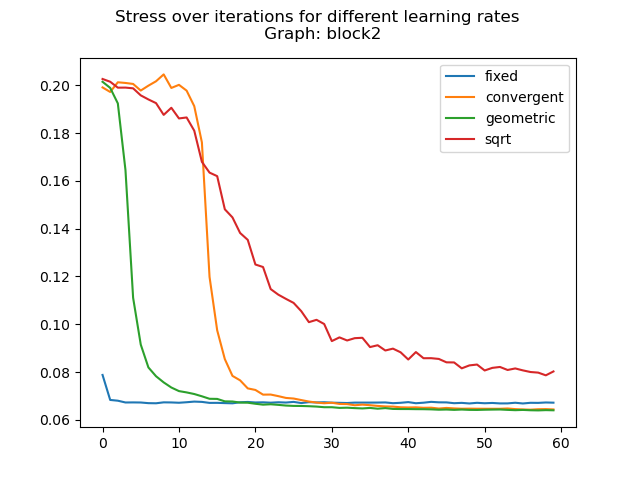 Stress over iterations for different learning rates
Graph: block2
fixed
convergent
geometric
sqrt
0.20
0.18
0.16
0.14
0.12
0.10
0.08
0.06
0 10 20 30 40 50 60